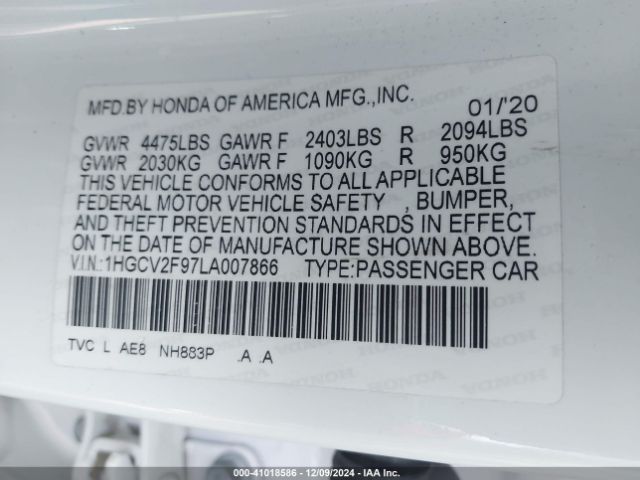 MFD.BY HONDA OF AMERICA MFG.,INC. 01/'20
GVWR 4475LBS GAWR F 2403LBS R 2094LBS
GVWR 2030KG GAWR F 1090KG R 950KG
THIS VEHICLE CONFORMS TO ALL APPLICABLE
FEDERAL MOTOR VEHICLE SAFETY , BUMPER,
AND THEFT PREVENTION STANDARDS IN EFFECT
ON THE DATE OF MANUFACTURE SHOWN ABOVE.
V.I.N.:1HGCV2F97LA007866 TYPE:PASSENGER CAR
TVC L AE8 NH883P .A .A
000-41018586 - 12/09/2024 - IAA Inc.